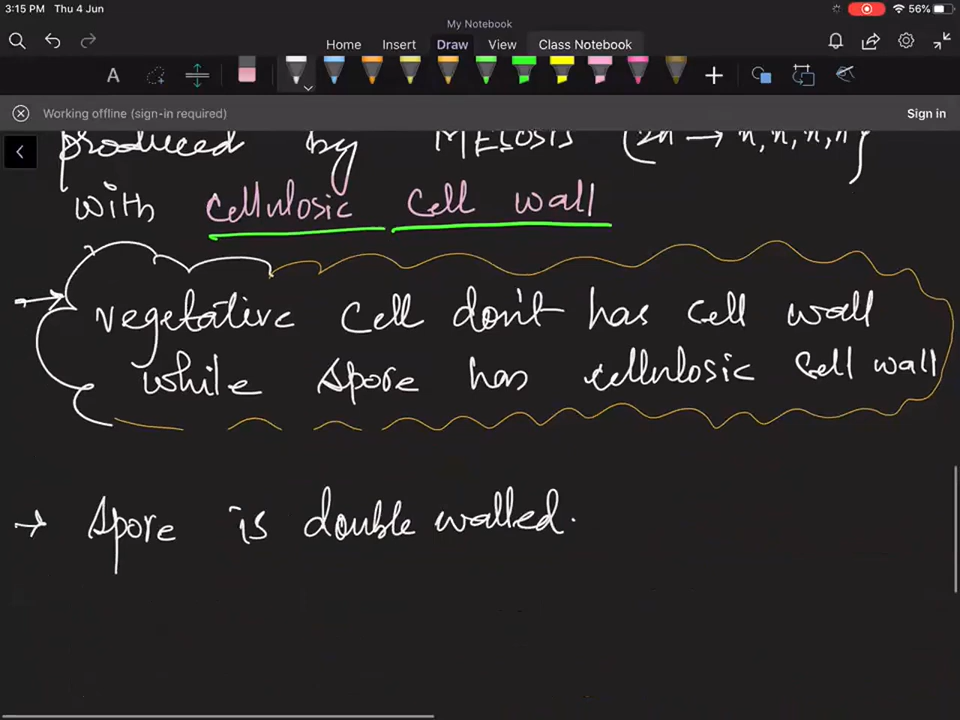 3:15 PM Thu 4 Jun
56%
My Notebook
Home Insert Draw View Class Notebook
A
Working offline (sign-in required)
Sign in
produced by MEIOSIS (2n → n, n, n, n)
with cellulosic cell wall
→ vegetative cell don't has cell wall
while spore has cellulosic cell wall
→ spore is double walled.